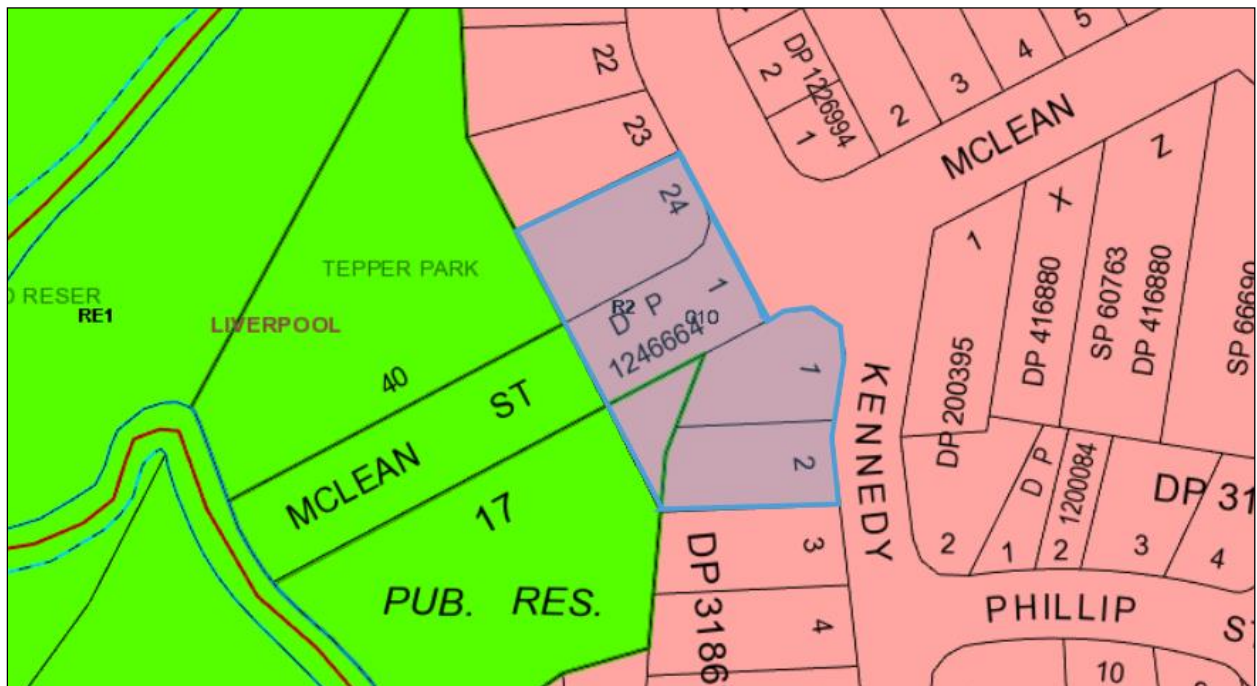 22
23
24
2
DP 1226994
1
2
3
4
5
MCLEAN
TEPPER PARK
RESER
RE1
LIVERPOOL
R2
D P
1
1246664
40
MCLEAN ST
17
PUB. RES.
1
2
3
4
DP 3186
KENNEDY
1
DP 200395
X
DP 416880
Z
SP 60763
DP 416880
SP 66690
2
D P
1200084
1
2
DP 31
3
4
PHILLIP
10